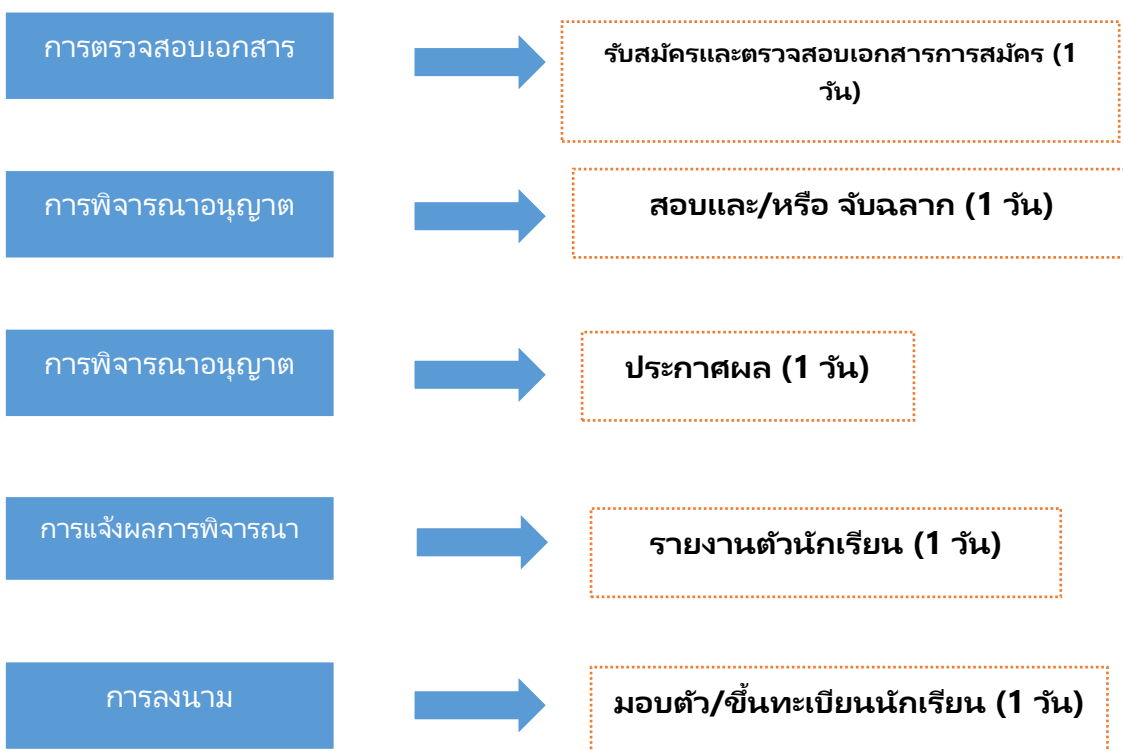 การตรวจสอบเอกสาร
รับสมัครและตรวจสอบเอกสารการสมัคร (1
วัน)
การพิจารณาอนุญาต
สอบและ/หรือ จับฉลาก (1 วัน)
การพิจารณาอนุญาต
ประกาศผล (1 วัน)
การแจ้งผลการพิจารณา
รายงานตัวนักเรียน (1 วัน)
การลงนาม
มอบตัว/ขึ้นทะเบียนนักเรียน (1 วัน)